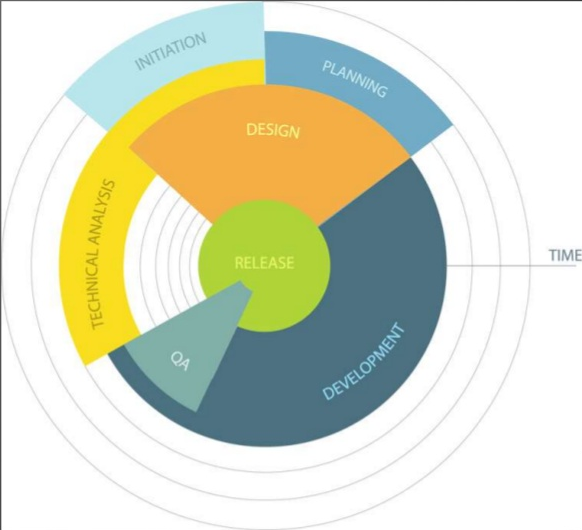 INITIATION
PLANNING
DESIGN
TECHNICAL ANALYSIS
RELEASE
TIME
QA
DEVELOPMENT